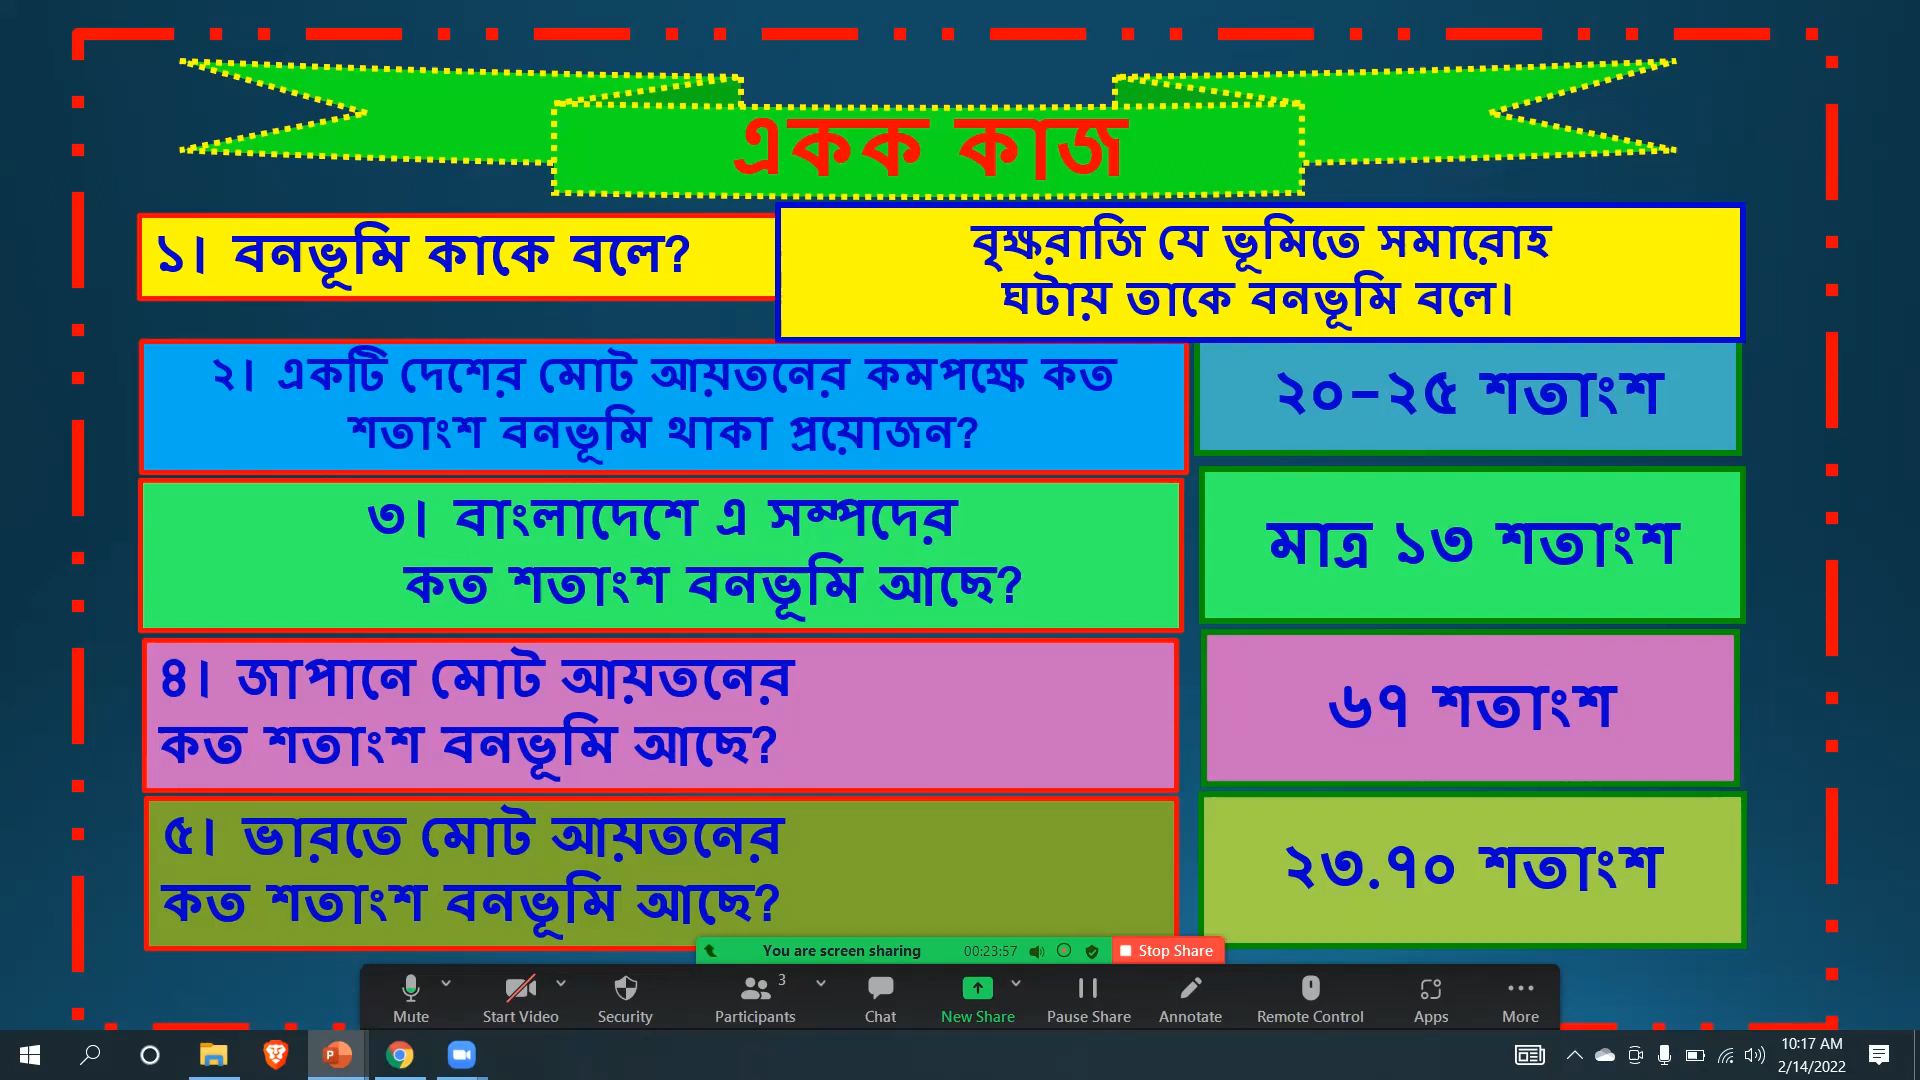 একক কাজ
১। বনভূমি কাকে বলে?
বৃক্ষরাজি যে ভূমিতে সমারোহ
ঘটায় তাকে বনভূমি বলে।
২। একটি দেশের মোট আয়তনের কমপক্ষে কত
শতাংশ বনভূমি থাকা প্রয়োজন?
২০-২৫ শতাংশ
৩। বাংলাদেশে এ সম্পদের
কত শতাংশ বনভূমি আছে?
মাত্র ১৩ শতাংশ
৪। জাপানে মোট আয়তনের
কত শতাংশ বনভূমি আছে?
৬৭ শতাংশ
৫। ভারতে মোট আয়তনের
কত শতাংশ বনভূমি আছে?
২৩.৭০ শতাংশ
You are screen sharing 00:23:57 Stop Share
3
Mute Start Video Security Participants Chat New Share Pause Share Annotate Remote Control Apps More
10:17 AM
2/14/2022